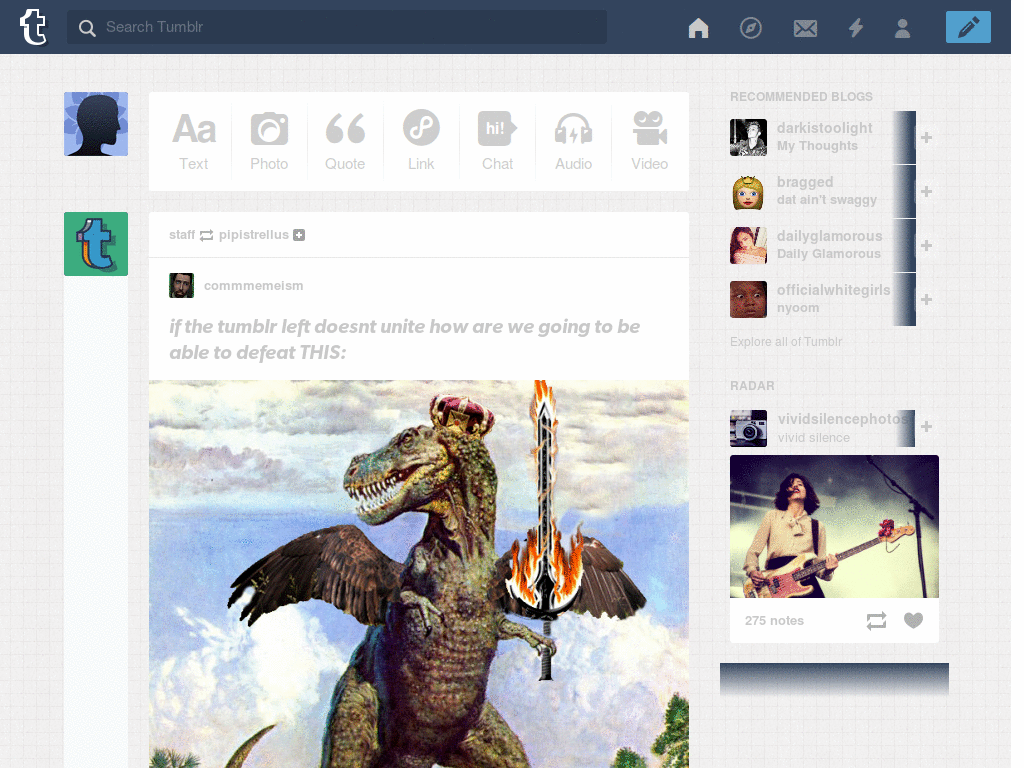 Search Tumblr
Aa
hi!
Text
Photo
Quote
Link
Chat
Audio
Video
staff pipistrellus
commmemeism
if the tumblr left doesnt unite how are we going to be
able to defeat THIS:
RECOMMENDED BLOGS
darkistoolight
My Thoughts
bragged
dat ain't swaggy
dailyglamorous
Daily Glamorous
officialwhitegirls
nyoom
Explore all of Tumblr
RADAR
vividsilencephotos
vivid silence
275 notes